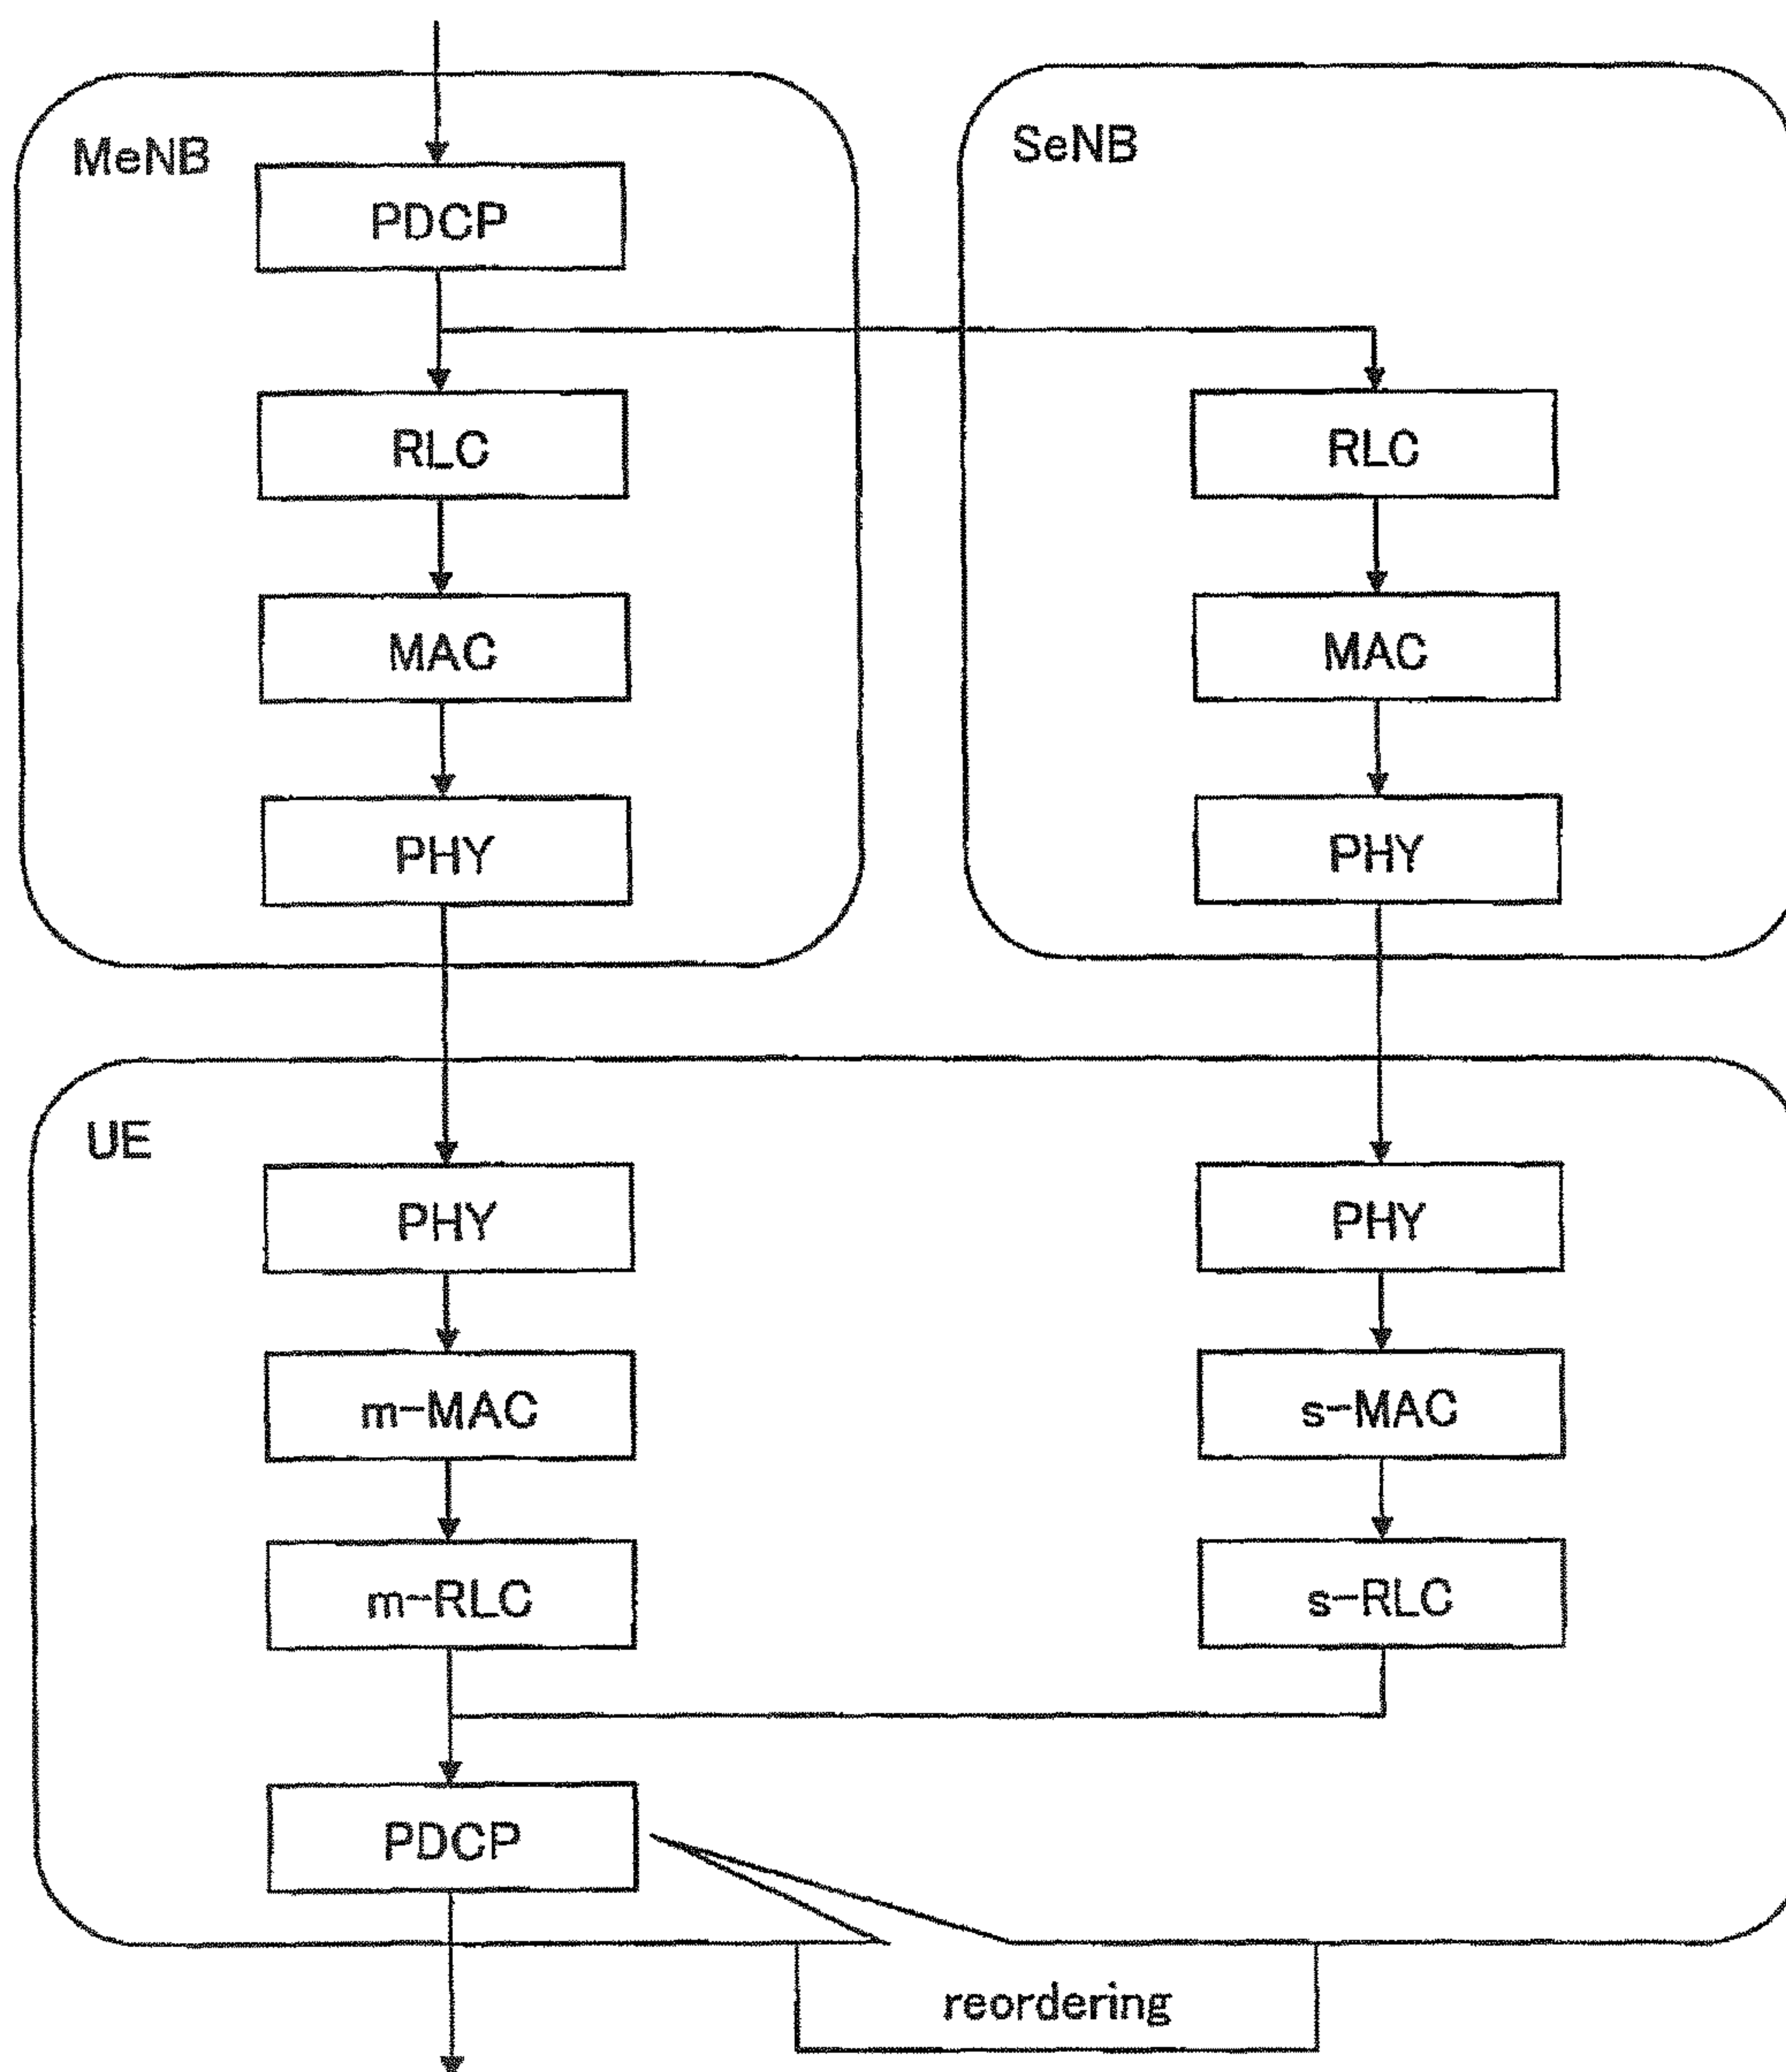 MeNB
PDCP
RLC
MAC
PHY
SeNB
RLC
MAC
PHY
UE
PHY
m-MAC
m-RLC
PHY
s-MAC
s-RLC
PDCP
reordering